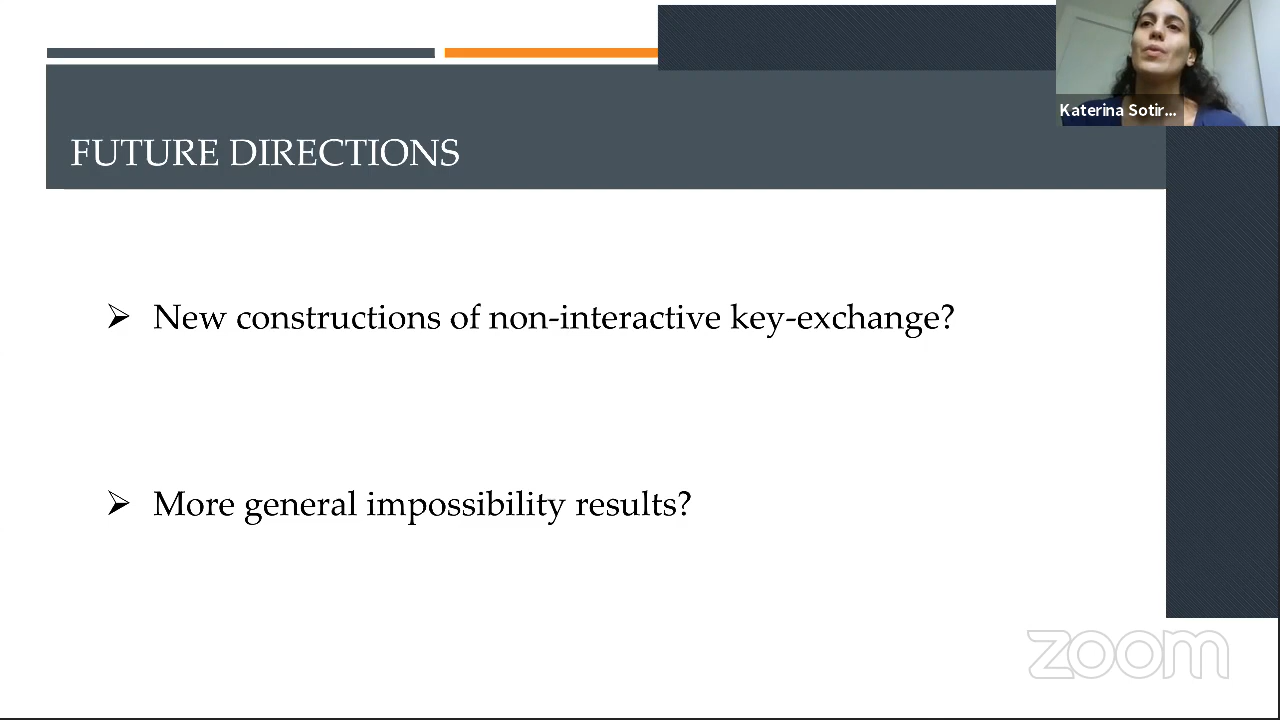 Katerina Sotir...
FUTURE DIRECTIONS
➢ New constructions of non-interactive key-exchange?
➢ More general impossibility results?
zoom